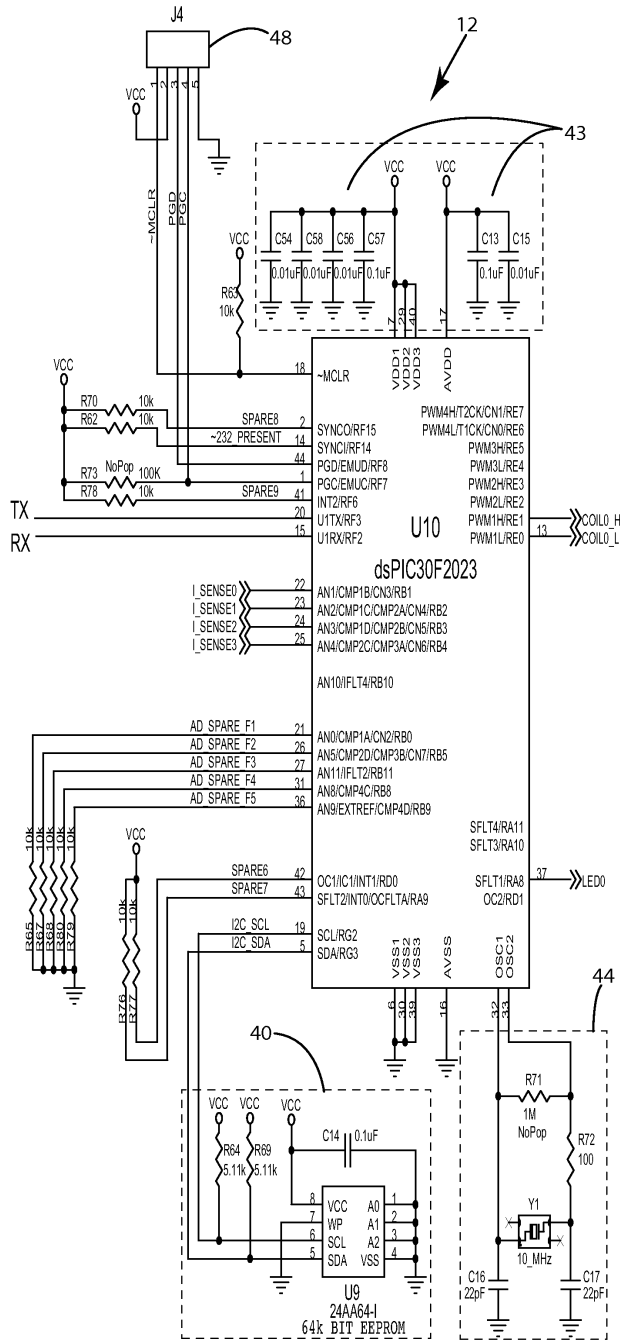 J4
48
12
1 2 3 4 5
VCC
43
~MCLR
PGD
PGC
VCC
VCC
VCC
C54
C58
C56
C57
C13
C15
0.01uF
0.01uF
0.01uF
0.1uF
0.1uF
0.01uF
R63
10k
7
29
40
17
VDD1
VDD2
VDD3
AVDD
18
~MCLR
VCC
PWM4H/T2CK/CN1/RE7
R70 10k SPARE8 2 SYNCO/RF15
PWM4L/T1CK/CN0/RE6
R62 10k ~232_PRESENT 14 SYNCI/RF14
PWM3H/RE5
44 PGD/EMUD/RF8
PWM3L/RE4
R73 NoPop 100K 1 PGC/EMUC/RF7
PWM2H/RE3
R78 10k SPARE9 41 INT2/RF6
PWM2L/RE2
TX 20 U1TX/RF3
U10
PWM1H/RE1
COIL0_H
RX 15 U1RX/RF2
PWM1L/RE0 13 COIL0_L
dsPIC30F2023
I_SENSE0 22 AN1/CMP1B/CN3/RB1
I_SENSE1 23 AN2/CMP1C/CMP2A/CN4/RB2
I_SENSE2 24 AN3/CMP1D/CMP2B/CN5/RB3
I_SENSE3 25 AN4/CMP2C/CMP3A/CN6/RB4
AN10/IFLT4/RB10
AD_SPARE_F1 21 AN0/CMP1A/CN2/RB0
AD_SPARE_F2 26 AN5/CMP2D/CMP3B/CN7/RB5
AD_SPARE_F3 27 AN11/IFLT2/RB11
AD_SPARE_F4 31 AN8/CMP4C/RB8
AD_SPARE_F5 36 AN9/EXTREF/CMP4D/RB9
10k
10k
10k
10k
10k
R65
R67
R68
R80
R79
SFLT4/RA11
SFLT3/RA10
VCC
SPARE6 42 OC1/IC1/INT1/RD0
SFLT1/RA8 37 LED0
SPARE7 43 SFLT2/INT0/OCFLTA/RA9
OC2/RD1
10k
10k
R76
R77
I2C_SCL 19 SCL/RG2
I2C_SDA 5 SDA/RG3
VSS1
VSS2
VSS3
AVSS
OSC1
OSC2
6
30
39
16
32
33
40
44
VCC
VCC
VCC
R64
5.11k
R69
5.11k
C14 0.1uF
8 VCC A0 1
7 WP A1 2
6 SCL A2 3
5 SDA VSS 4
U9
24AA64-I
64k BIT EEPROM
R71
1M
NoPop
R72
100
Y1
10_MHz
C16
22pF
C17
22pF